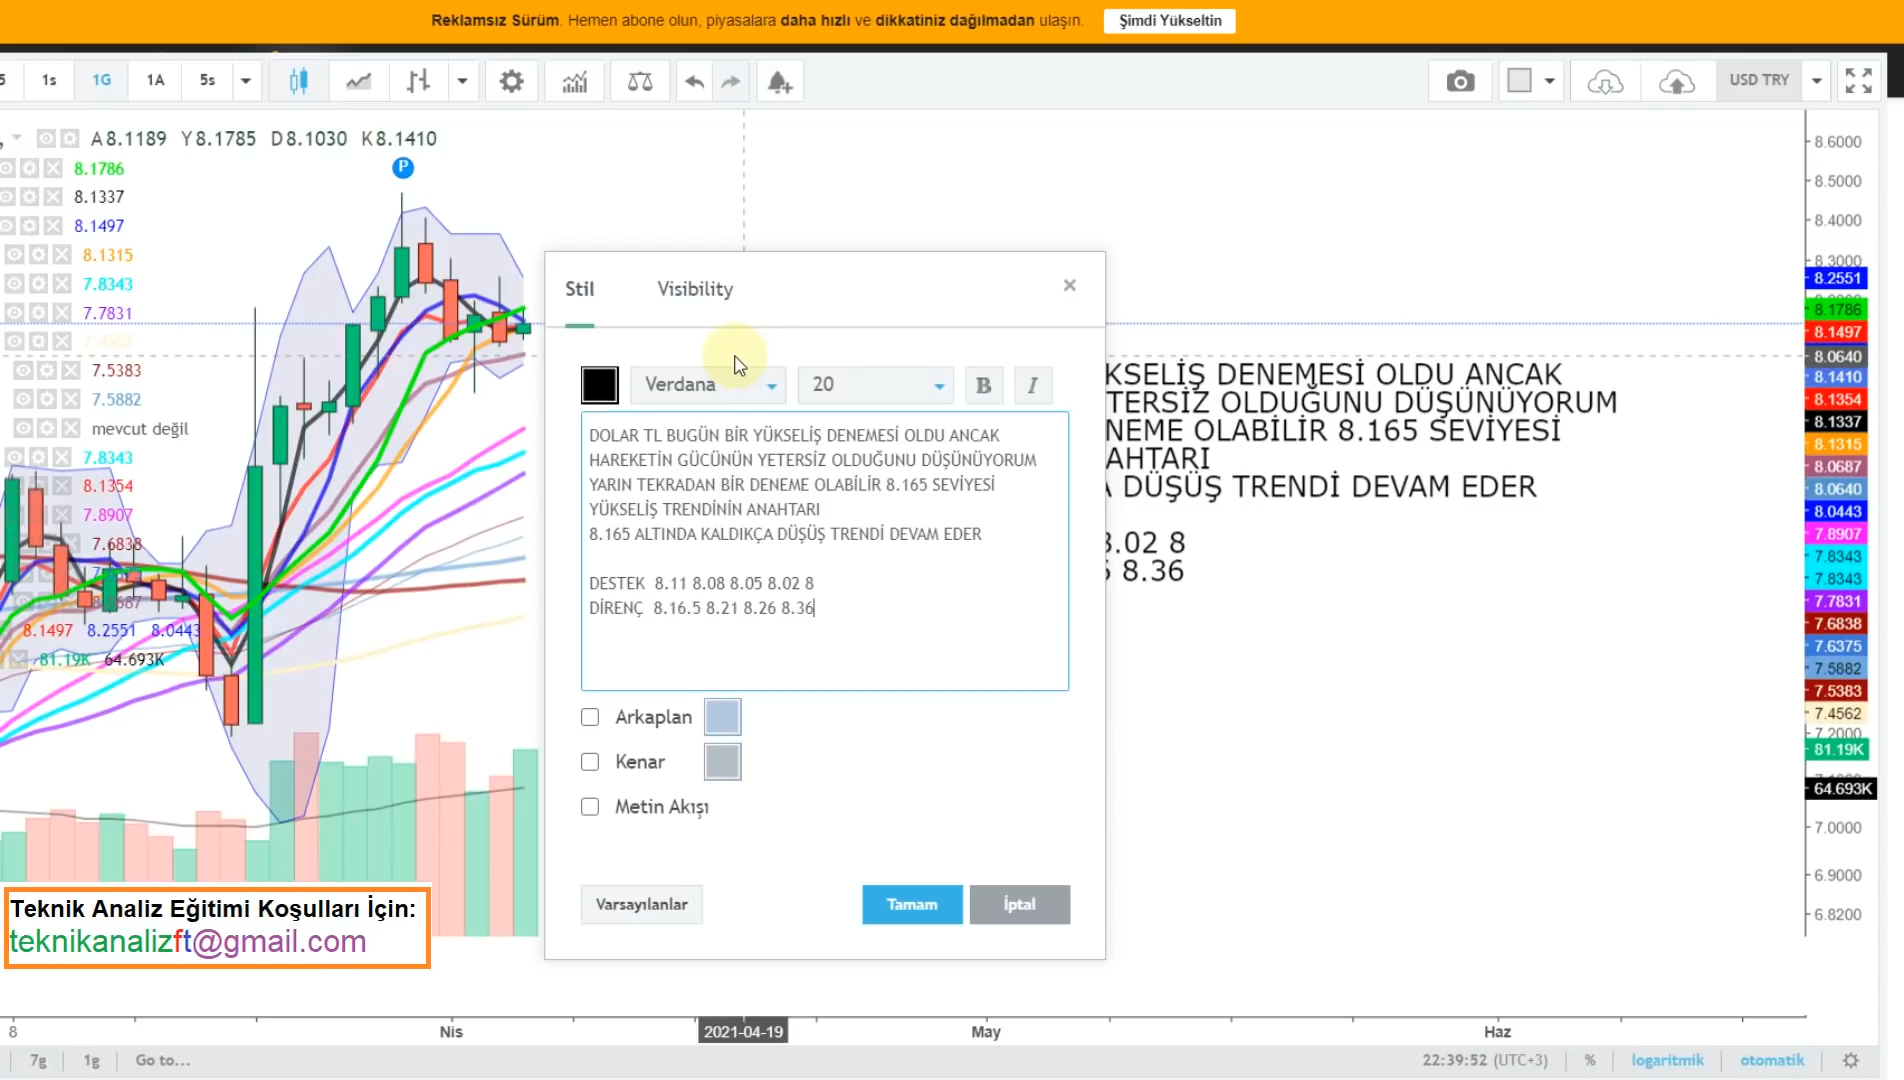 Reklamsız Sürüm. Hemen abone olun, piyasalara daha hızlı ve dikkatiniz dağılmadan ulaşın. Şimdi Yükseltin
5 1s 1G 1A 5s USD TRY
A8.1189 Y8.1785 D8.1030 K8.1410
P
8.1786
8.1337
8.1497
8.1315
7.8343
7.7831
7.4562
7.5383
7.5882
mevcut değil
7.8343
8.1354
7.8907
7.6838
8.1497 8.2551 8.0443
81.19K 64.693K
Stil Visibility ×
Verdana 20 B I
DOLAR TL BUGÜN BİR YÜKSELİŞ DENEMESİ OLDU ANCAK
HAREKETİN GÜCÜNÜN YETERSİZ OLDUĞUNU DÜŞÜNÜYORUM
YARIN TEKRADAN BİR DENEME OLABİLİR 8.165 SEVİYESİ
YÜKSELİŞ TRENDİNİN ANAHTARI
8.165 ALTINDA KALDIKÇA DÜŞÜŞ TRENDİ DEVAM EDER
DESTEK 8.11 8.08 8.05 8.02 8
DİRENÇ 8.16.5 8.21 8.26 8.36
Arkaplan
Kenar
Metin Akışı
Varsayılanlar Tamam İptal
KSELİŞ DENEMESİ OLDU ANCAK
TERSİZ OLDUĞUNU DÜŞÜNÜYORUM
NEME OLABİLİR 8.165 SEVİYESİ
AHTARI
DÜŞÜŞ TRENDİ DEVAM EDER
8.02 8
8.36
8.6000
8.5000
8.4000
8.3000
8.2551
8.1786
8.1497
8.0640
8.1410
8.1354
8.1337
8.1315
8.0687
8.0640
8.0443
7.8907
7.8343
7.8343
7.7831
7.6838
7.6375
7.5882
7.5383
7.4562
7.2000
81.19K
64.693K
7.0000
6.9000
6.8200
Teknik Analiz Eğitimi Koşulları İçin:
teknikanalizft@gmail.com
8 Nis 2021-04-19 May Haz
7g 1g Go to... 22:39:52 (UTC+3) % logaritmik otomatik